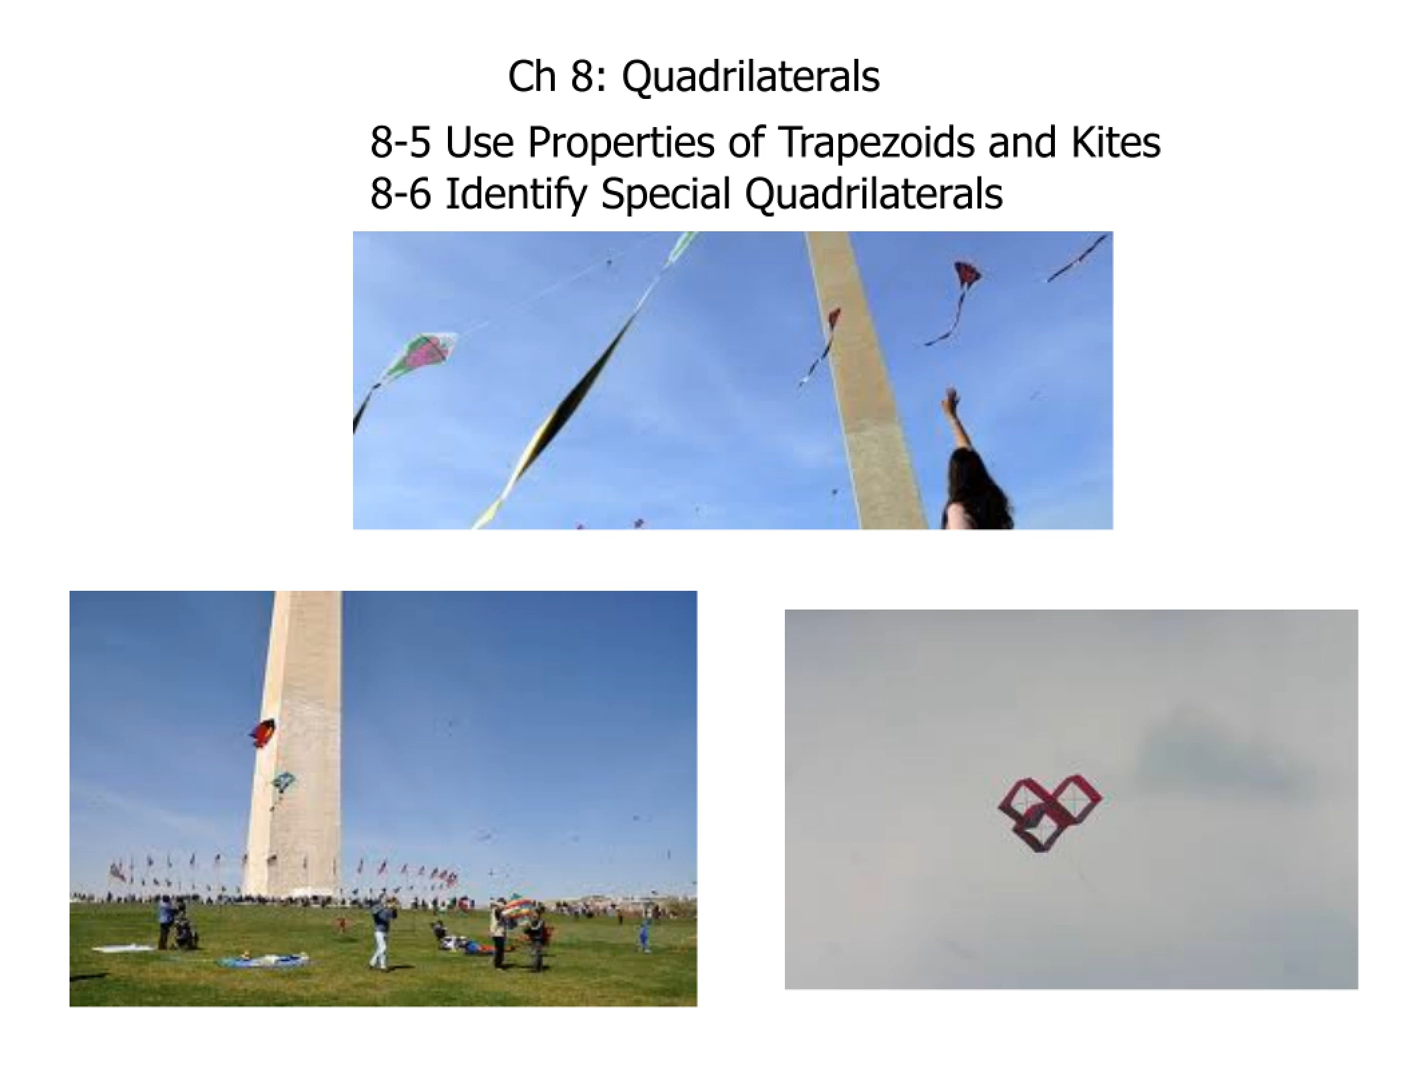 Ch 8: Quadrilaterals
8-5 Use Properties of Trapezoids and Kites
8-6 Identify Special Quadrilaterals